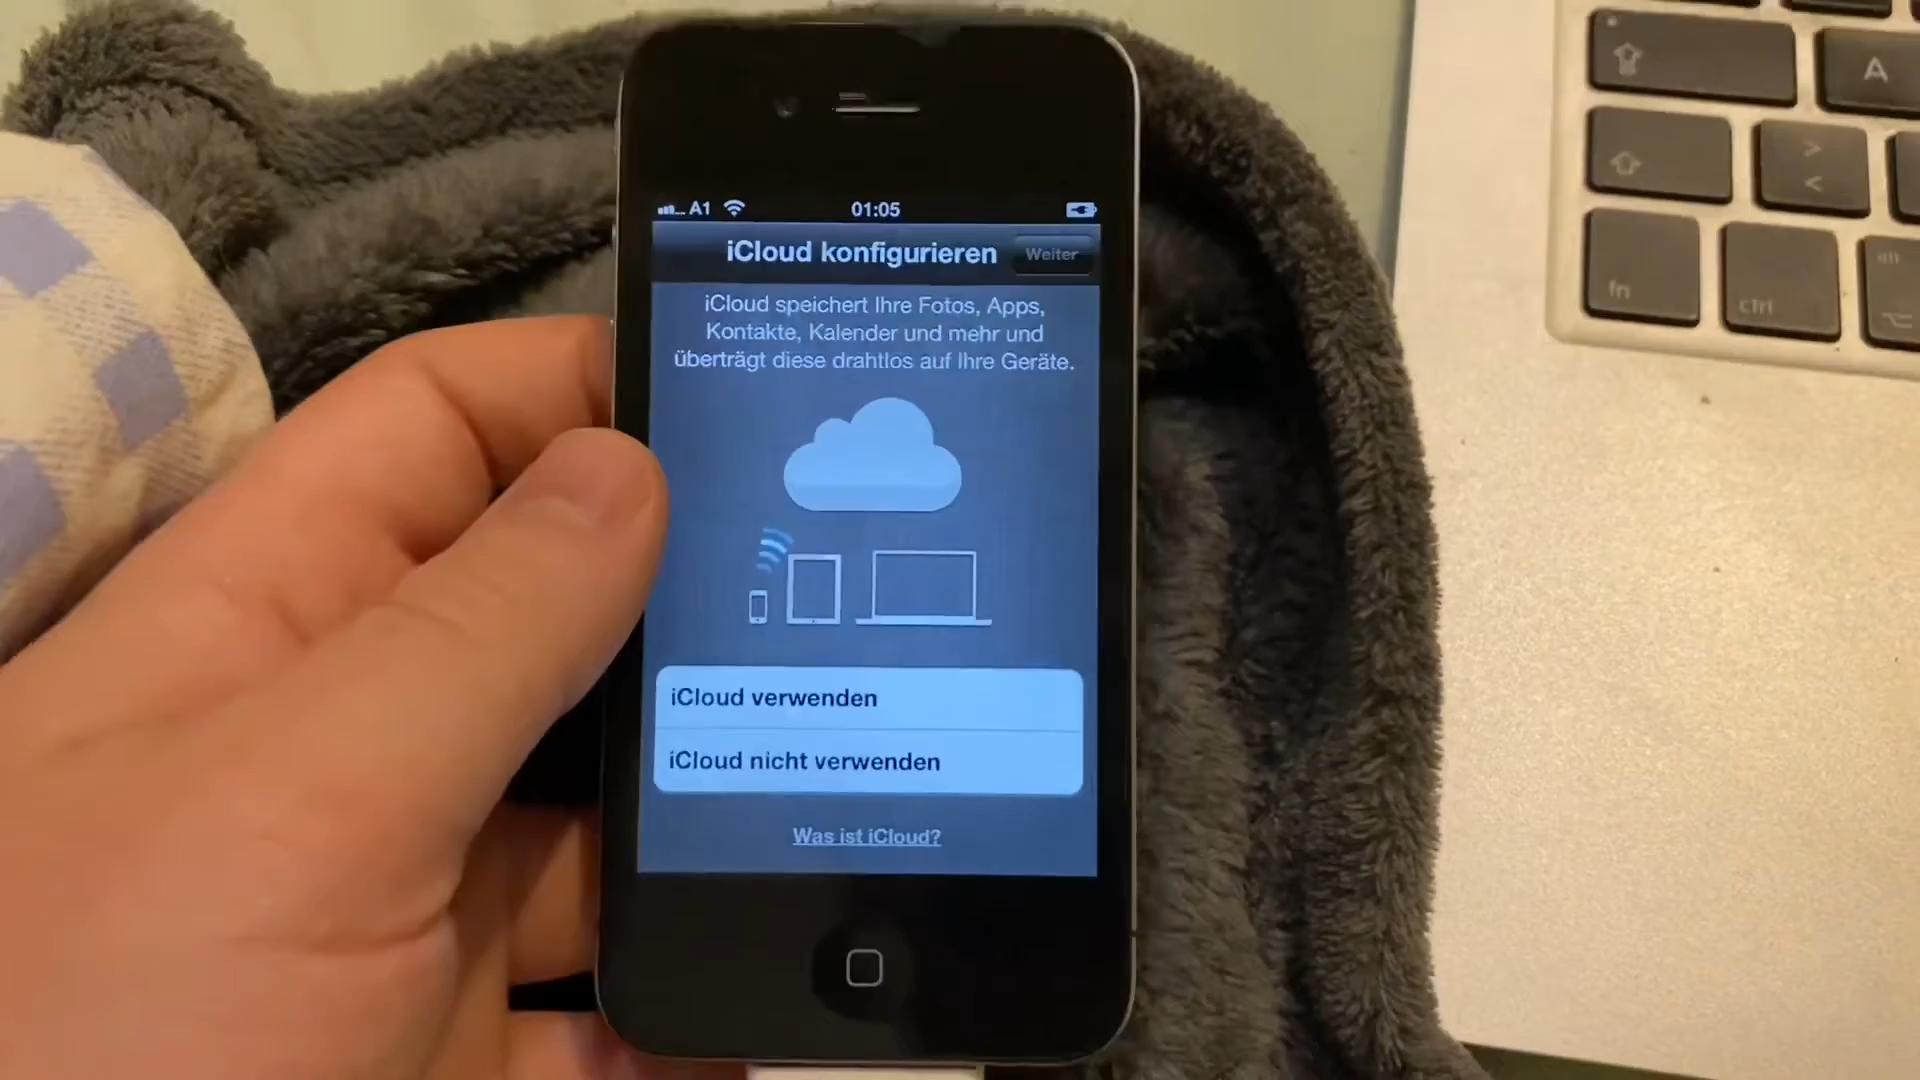 A1 01:05
iCloud konfigurieren Weiter
iCloud speichert Ihre Fotos, Apps,
Kontakte, Kalender und mehr und
überträgt diese drahtlos auf Ihre Geräte.
iCloud verwenden
iCloud nicht verwenden
Was ist iCloud?
A
>
<
fn
ctrl